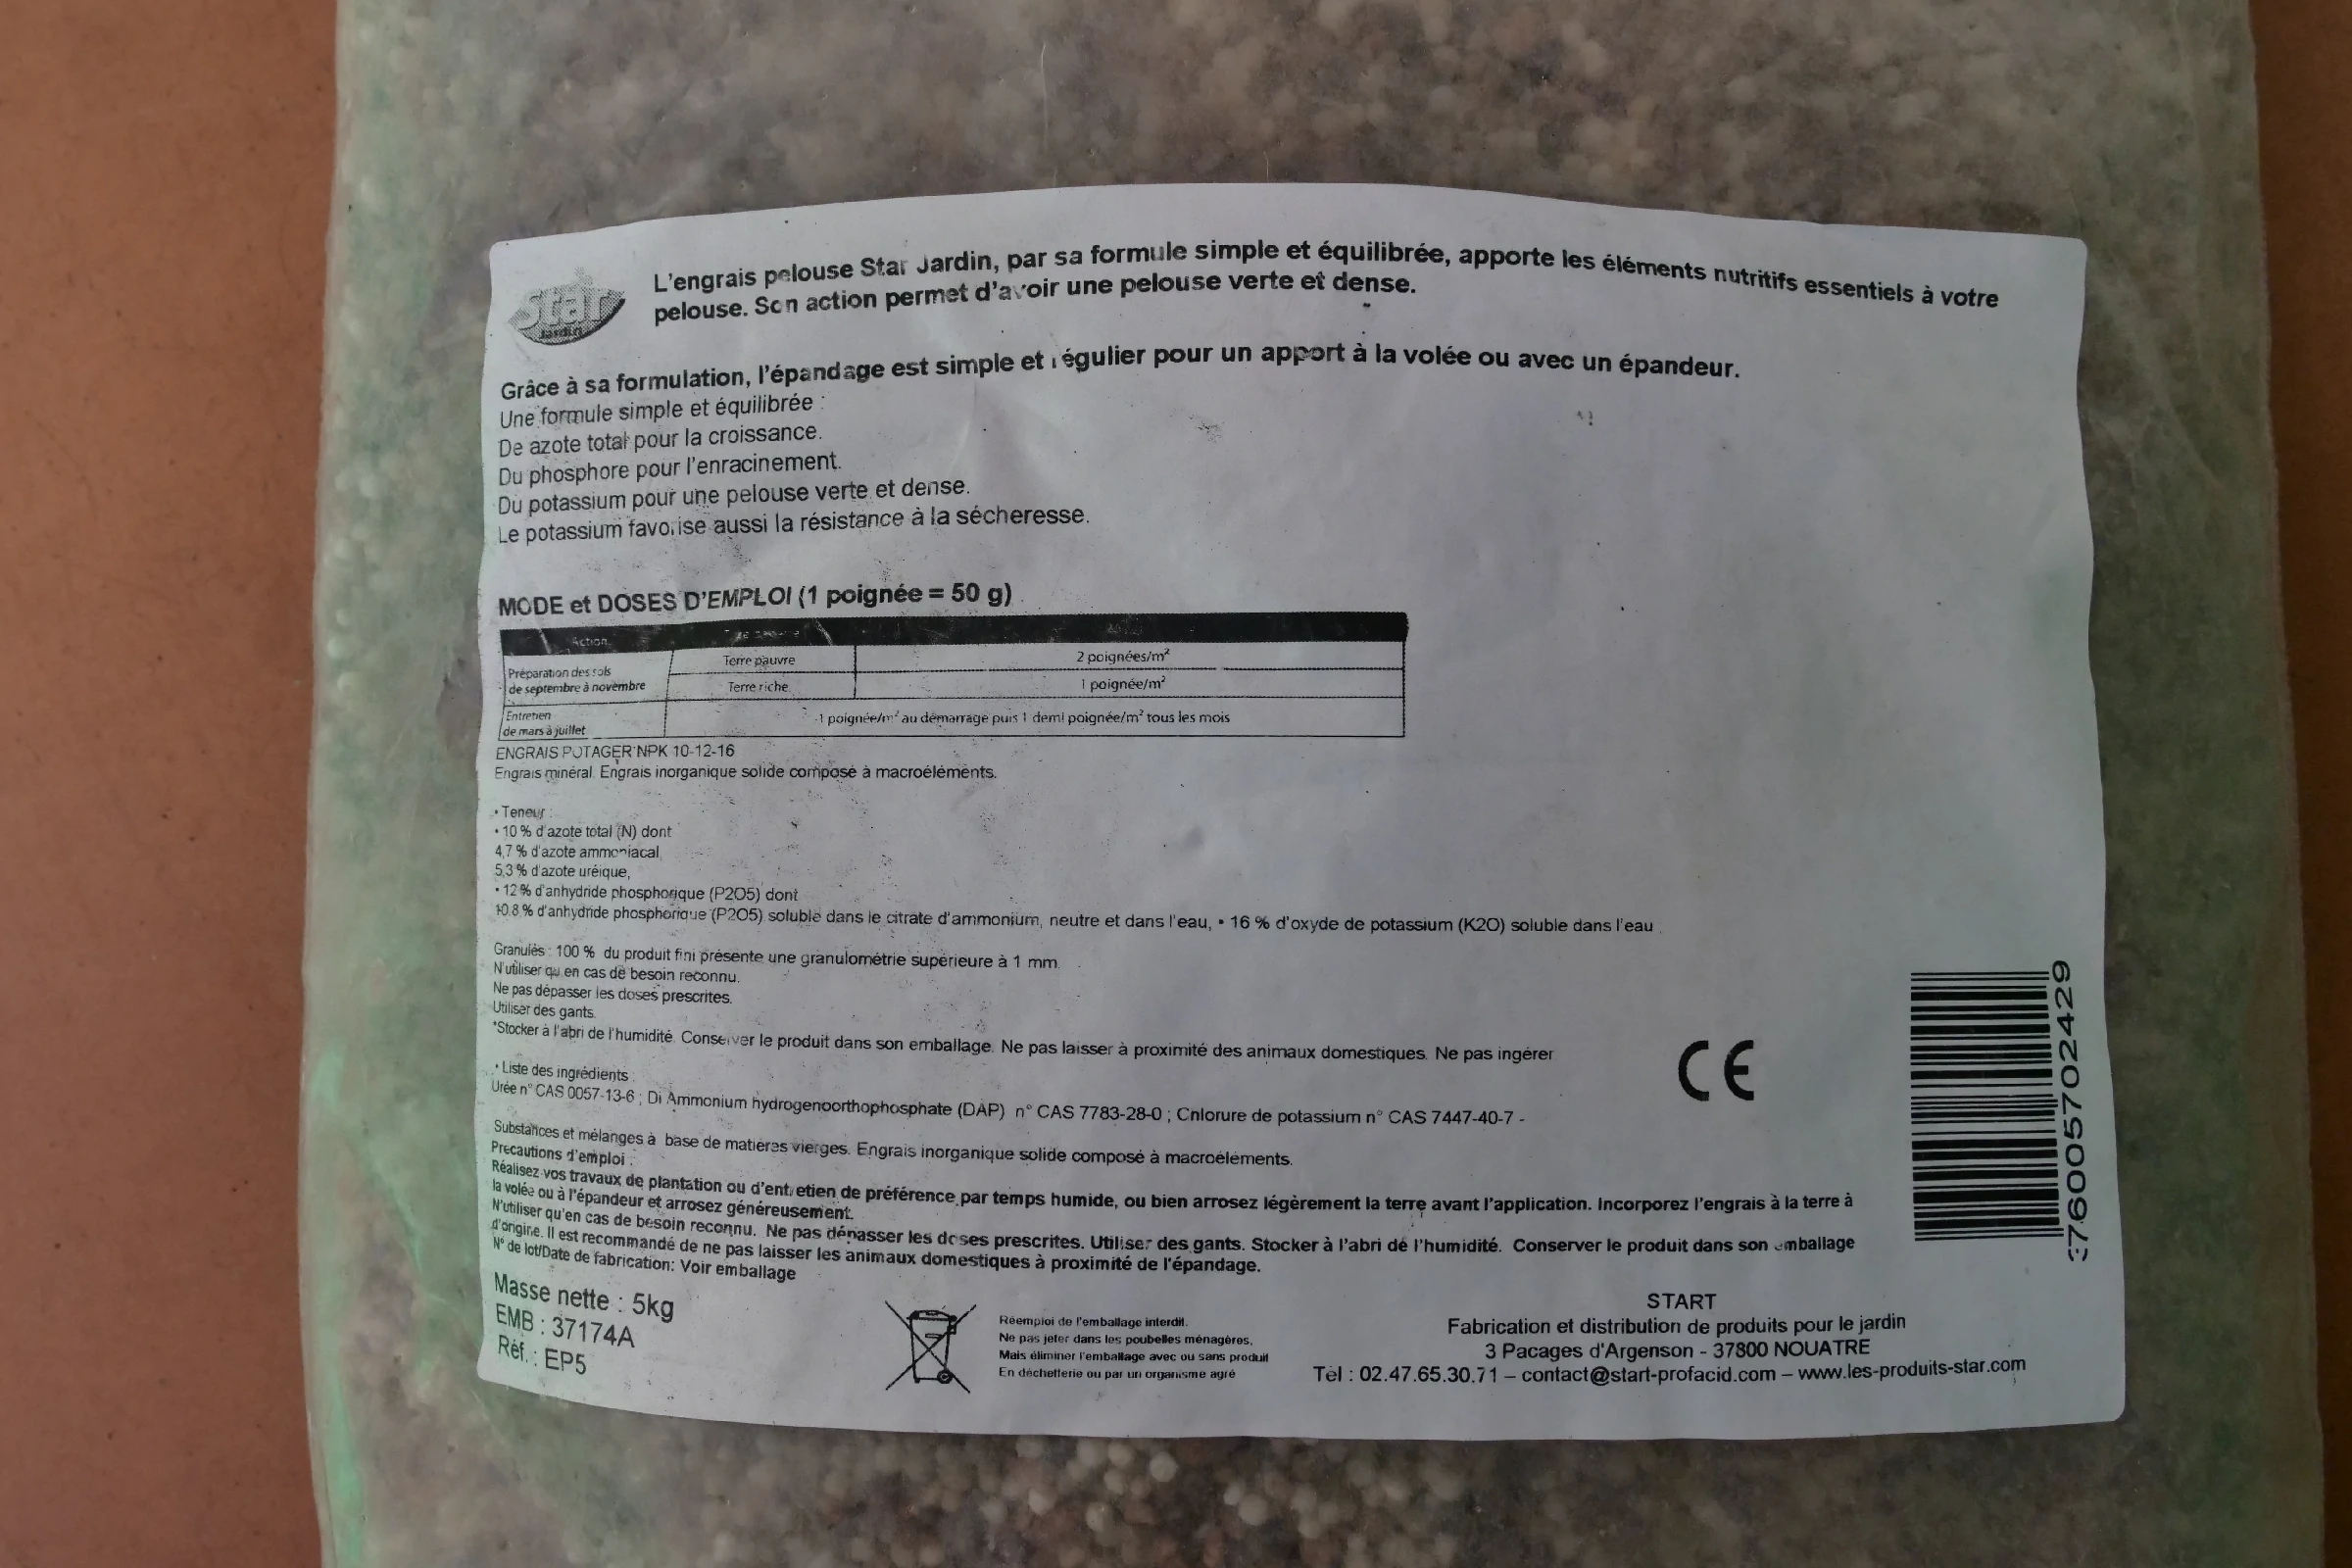 Star
Jardin
L'engrais pelouse Star Jardin, par sa formule simple et équilibrée, apporte les éléments nutritifs essentiels à votre
pelouse. Son action permet d'avoir une pelouse verte et dense.
Grâce à sa formulation, l'épandage est simple et régulier pour un apport à la volée ou avec un épandeur.
Une formule simple et équilibrée :
De azote total pour la croissance.
Du phosphore pour l'enracinement.
Du potassium pour une pelouse verte et dense.
Le potassium favorise aussi la résistance à la sécheresse.
MODE et DOSES D'EMPLOI (1 poignée = 50 g)
Action
Préparation des sols
de septembre à novembre
Terre pauvre
2 poignées/m²
Terre riche
1 poignée/m²
Entretien
de mars à juillet
1 poignée/m² au démarrage puis 1 demi poignée/m² tous les mois
ENGRAIS POTAGER NPK 10-12-16
Engrais minéral. Engrais inorganique solide composé à macroéléments.
• Teneur :
• 10 % d'azote total (N) dont
4,7 % d'azote ammoniacal,
5,3 % d'azote uréique,
• 12 % d'anhydride phosphorique (P2O5) dont
10.8 % d'anhydride phosphorique (P2O5) soluble dans le citrate d'ammonium, neutre et dans l'eau, • 16 % d'oxyde de potassium (K2O) soluble dans l'eau
Granulés : 100 % du produit fini présente une granulométrie supérieure à 1 mm
N'utiliser qu'en cas de besoin reconnu.
Ne pas dépasser les doses prescrites.
Utiliser des gants.
*Stocker à l'abri de l'humidité. Conserver le produit dans son emballage. Ne pas laisser à proximité des animaux domestiques. Ne pas ingérer
• Liste des ingrédients :
Urée n° CAS 0057-13-6 ; Di Ammonium hydrogenoorthophosphate (DAP) n° CAS 7783-28-0 ; Chlorure de potassium n° CAS 7447-40-7 -
CE
Substances et mélanges à base de matières vierges. Engrais inorganique solide composé à macroéléments.
Precautions d'emploi :
Réalisez vos travaux de plantation ou d'entretien de préférence par temps humide, ou bien arrosez légèrement la terre avant l'application. Incorporez l'engrais à la terre à
la volée ou à l'épandeur et arrosez généreusement.
N'utiliser qu'en cas de besoin reconnu. Ne pas dépasser les doses prescrites. Utiliser des gants. Stocker à l'abri de l'humidité. Conserver le produit dans son emballage
d'origine. Il est recommandé de ne pas laisser les animaux domestiques à proximité de l'épandage.
N° de lot/Date de fabrication: Voir emballage
Masse nette : 5kg
EMB : 37174A
Réf. : EP5
Réemploi de l'emballage interdit.
Ne pas jeter dans les poubelles ménagères,
Mais éliminer l'emballage avec ou sans produit
En déchetterie ou par un organisme agré
START
Fabrication et distribution de produits pour le jardin
3 Pacages d'Argenson - 37800 NOUATRE
Tèl : 02.47.65.30.71 – contact@start-profacid.com – www.les-produits-star.com
3760057024290